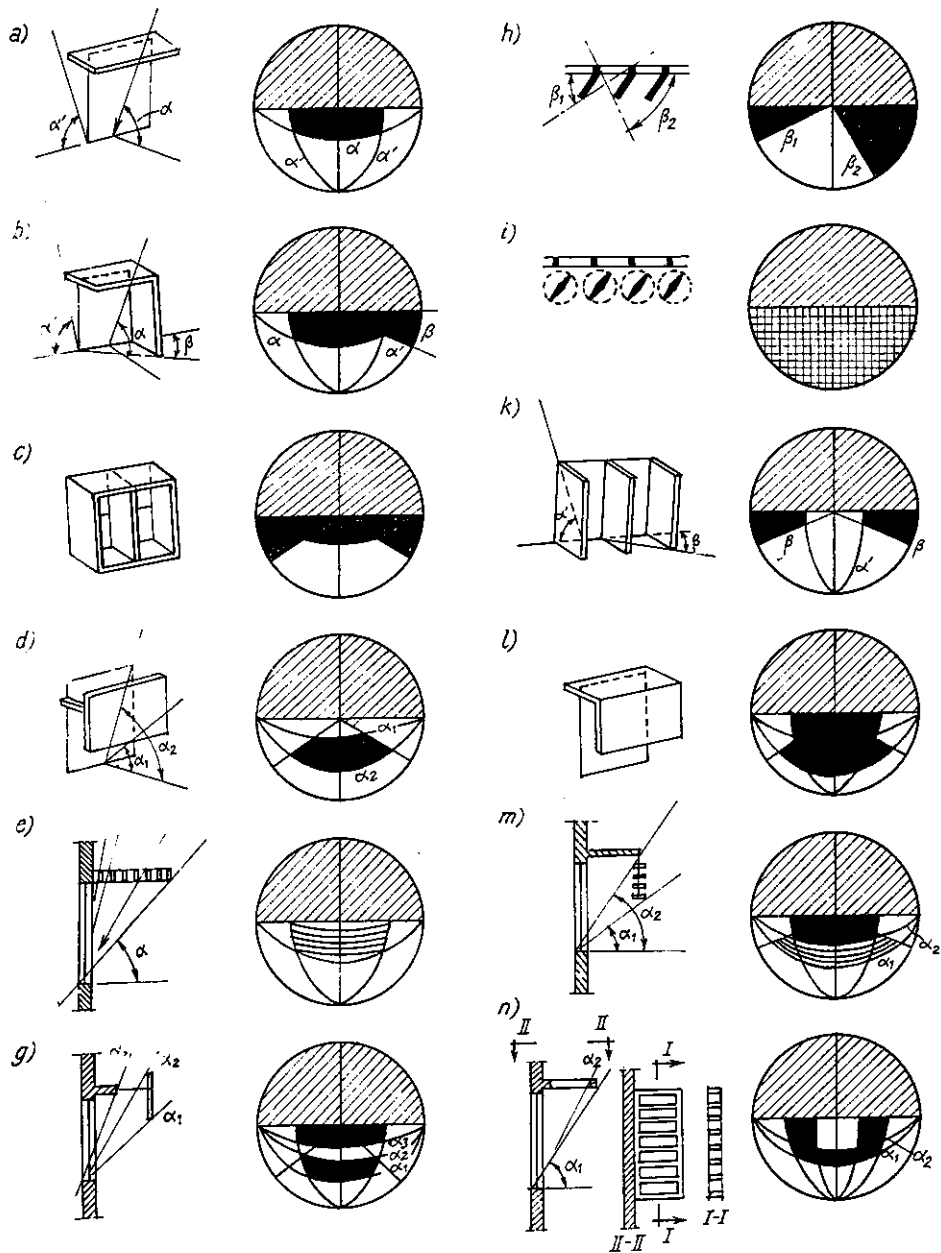 a)
α'
α
α'
α
α'
b)
α'
α
β
α
α'
β
c)
d)
α2
α1
α1
α2
e)
α
g)
α2
α1
α3
α2
α1
h)
β1
β2
β1
β2
i)
k)
α'
β
β
α'
β
l)
m)
α2
α1
α1
α2
n)
II
II
α2
α1
I
II-II
I
I-I
α1
α2